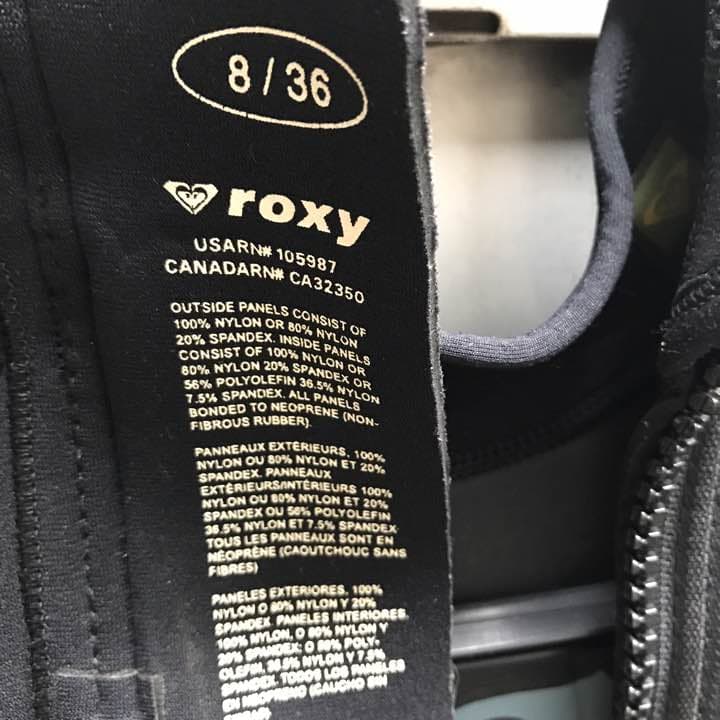 8 / 36
roxy
USARN# 105987
CANADARN# CA32350
OUTSIDE PANELS CONSIST OF
100% NYLON OR 80% NYLON
20% SPANDEX. INSIDE PANELS
CONSIST OF 100% NYLON OR
80% NYLON 20% SPANDEX OR
56% POLYOLEFIN 36.5% NYLON
7.5% SPANDEX. ALL PANELS
BONDED TO NEOPRENE (NON-
FIBROUS RUBBER).
PANNEAUX EXTÉRIEURS, 100%
NYLON OU 80% NYLON ET 20%
SPANDEX. PANNEAUX
EXTÉRIEURS/INTÉRIEURS 100%
NYLON OU 80% NYLON ET 20%
SPANDEX OU 56% POLYOLEFIN
36.5% NYLON ET 7.5% SPANDEX
TOUS LES PANNEAUX SONT EN
NÉOPRÈNE (CAOUTCHOUC SANS
FIBRES)
PANELES EXTERIORES, 100%
NYLON O 80% NYLON Y 20%
SPANDEX. PANELES INTERIORES,
100% NYLON, O 80% NYLON Y
20% SPANDEX: O 56% POLY-
OLEFIN, 36.5% NYLON Y 7.5%
SPANDEX. TODOS LOS PANELES
EN NEOPRENO (CAUCHO SIN